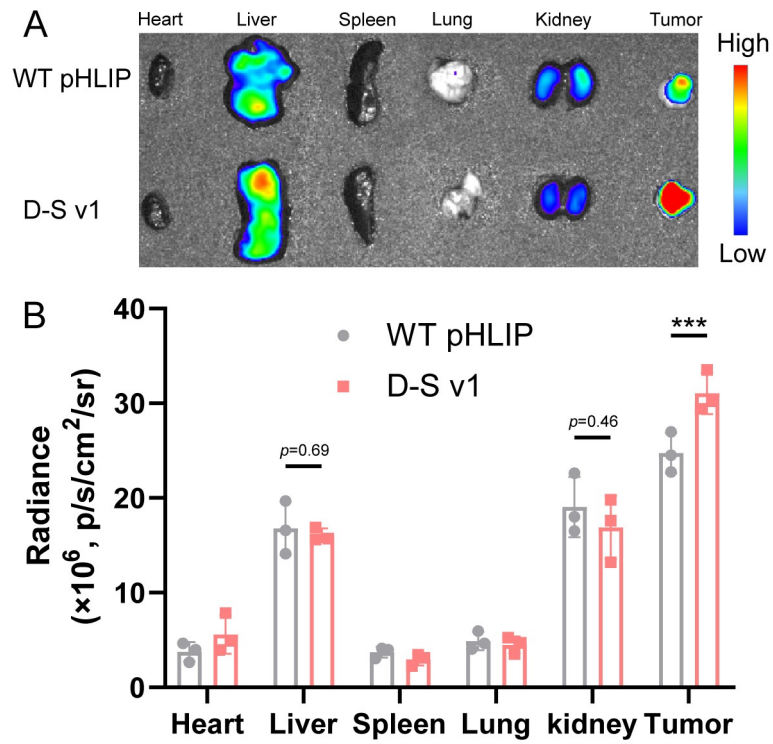 A
Heart Liver Spleen Lung Kidney Tumor
WT pHLIP
D-S v1
High
Low
B
Radiance
(×10⁶, p/s/cm²/sr)
40
30
20
10
0
WT pHLIP
D-S v1
p=0.69
p=0.46
***
Heart Liver Spleen Lung kidney Tumor